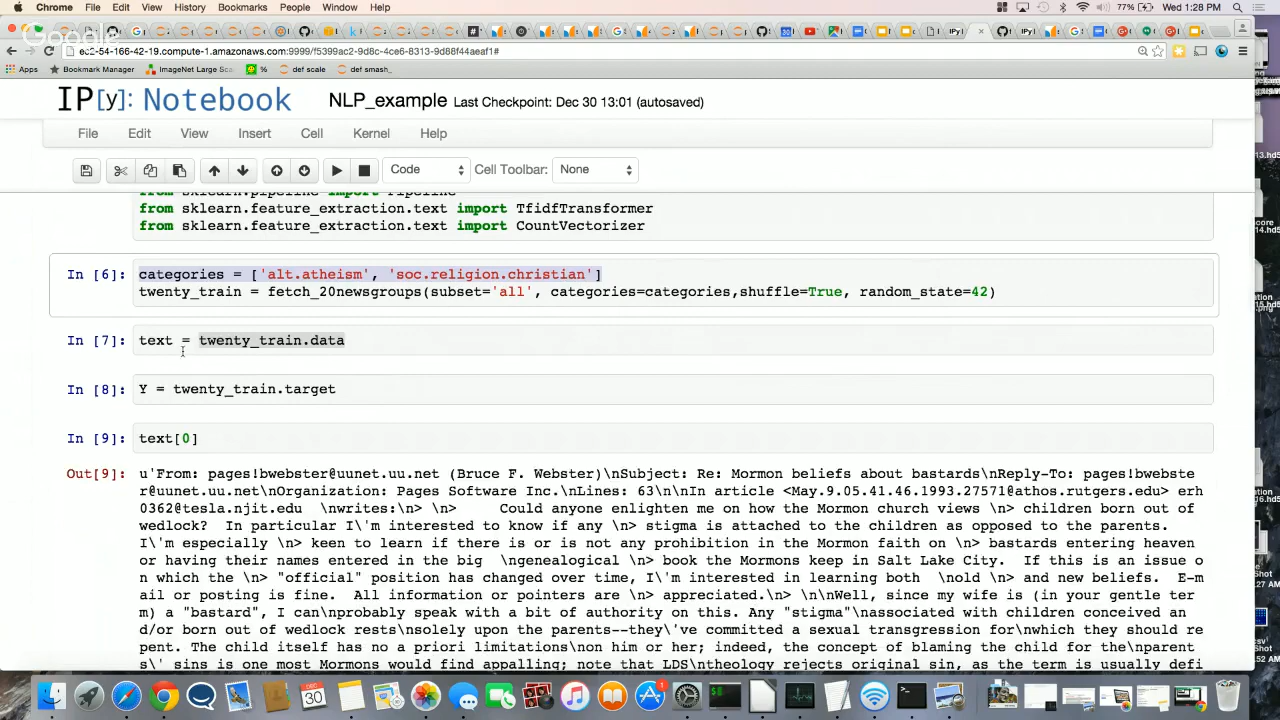 Chrome File Edit View History Bookmarks People Window Help 77% Wed 1:28 PM
Google
ec2-54-166-42-19.compute-1.amazonaws.com:9999/f5399ac2-9d8c-4ce6-8313-9d88f44aeaf1#
Apps Bookmark Manager ImageNet Large Sca % def scale def smash_
IP[y]: Notebook NLP_example Last Checkpoint: Dec 30 13:01 (autosaved)
File Edit View Insert Cell Kernel Help
Code Cell Toolbar: None
from sklearn.pipeline import Pipeline
from sklearn.feature_extraction.text import TfidfTransformer
from sklearn.feature_extraction.text import CountVectorizer
In [6]: categories = ['alt.atheism', 'soc.religion.christian']
twenty_train = fetch_20newsgroups(subset='all', categories=categories,shuffle=True, random_state=42)
In [7]: text = twenty_train.data
In [8]: Y = twenty_train.target
In [9]: text[0]
Out[9]: u'From: pages!bwebster@uunet.uu.net (Bruce F. Webster)\nSubject: Re: Mormon beliefs about bastards\nReply-To: pages!bwebste
r@uunet.uu.net\nOrganization: Pages Software Inc.\nLines: 63\n\nIn article <May.9.05.41.46.1993.27571@athos.rutgers.edu> erh
0362@tesla.njit.edu \nwrites:\n> \n> Could anyone enlighten me on how the Mormon church views \n> children born out of
wedlock? In particular I\'m interested to know if any \n> stigma is attached to the children as opposed to the parents.
I\'m especially \n> keen to learn if there is or is not any prohibition in the Mormon faith on \n> bastards entering heaven
or having their names entered in the big \ngenealogical \n> book the Mormons keep in Salt Lake City. If this is an issue o
n which the \n> "official" position has changed over time, I\'m interested in learning both \nold \n> and new beliefs. E-m
ail or posting is fine. All information or pointers are \n> appreciated.\n> \n\nWell, since my wife is (in your gentle ter
m) a "bastard", I can\nprobably speak with a bit of authority on this. Any "stigma"\nassociated with children conceived an
d/or born out of wedlock rests\nsolely upon the parents--they\'ve committed a sexual transgression for\nwhich they should re
pent. The child itself has no a priori limitations\non him or her; indeed, the concept of blaming the child for the\nparent
s\' sins is one most Mormons would find appalling; note that LDS\ntheology rejects original sin, as the term is usually defi